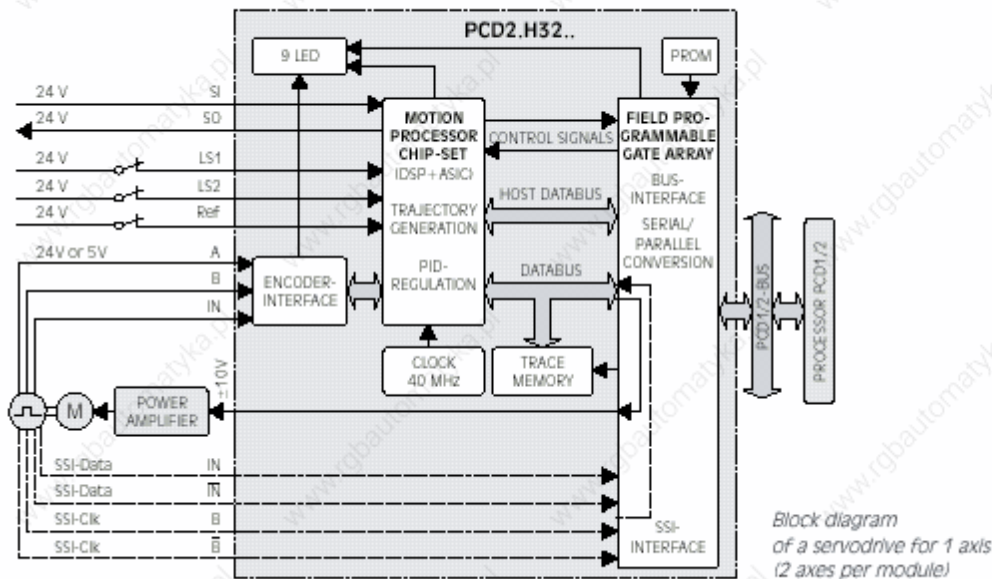 PCD2.H32..
9 LED
PROM
24 V SI
24 V SO
24 V LS1
24 V LS2
24 V Ref
24V or 5V A
B
IN
MOTION
PROCESSOR
CHIP-SET
(DSP+ASIC)
TRAJECTORY
GENERATION
PID-
REGULATION
CONTROL SIGNALS
HOST DATABUS
DATABUS
FIELD PRO-
GRAMMABLE
GATE ARRAY
BUS-
INTERFACE
SERIAL/
PARALLEL
CONVERSION
ENCODER-
INTERFACE
CLOCK
40 MHz
TRACE
MEMORY
PCD1/2-BUS
PROCESSOR PCD1/2
±10V
M
POWER
AMPLIFIER
SSI-Data IN
SSI-Data I̅N̅
SSI-Clk B
SSI-Clk B̅
SSI-
INTERFACE
Block diagram
of a servodrive for 1 axis
(2 axes per module)
www.rgbautomatyka.pl